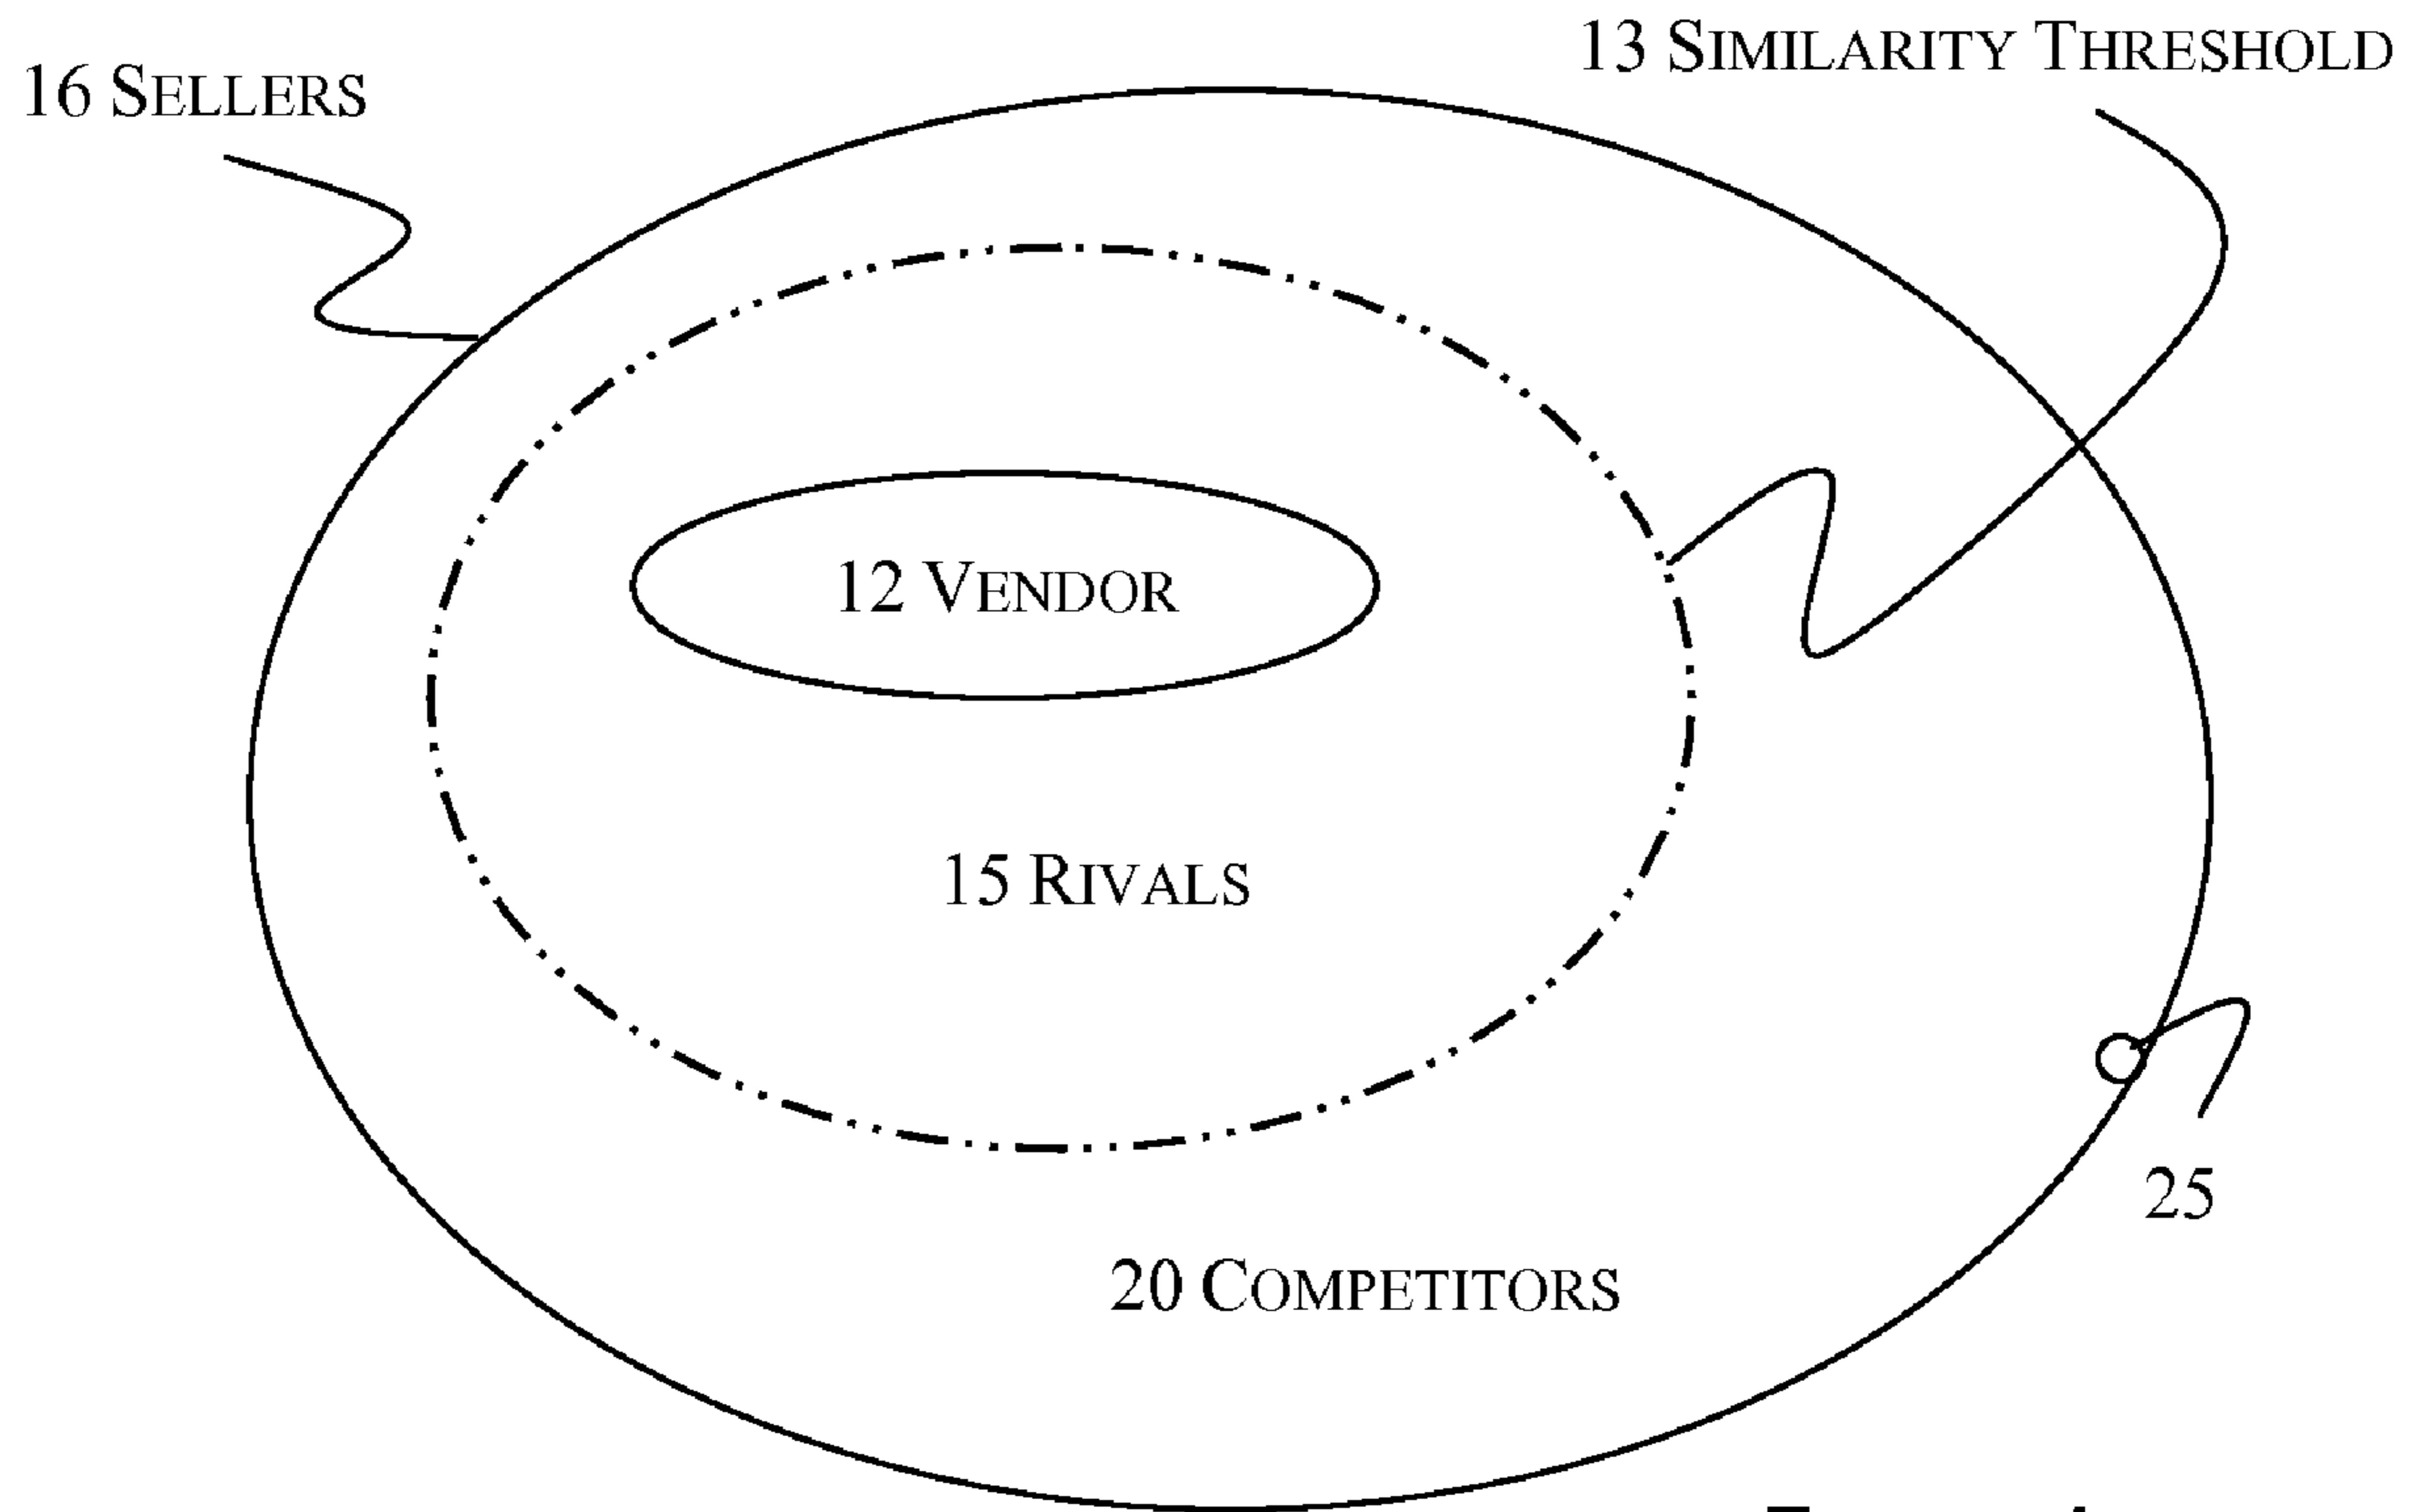 13 SIMILARITY THRESHOLD
16 SELLERS
12 VENDOR
15 RIVALS
25
20 COMPETITORS